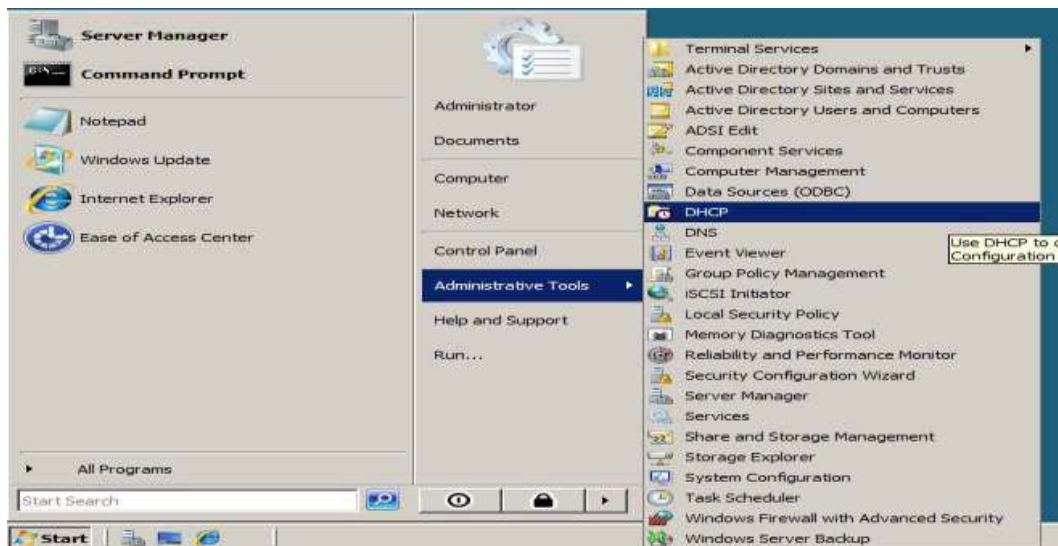 Server Manager
Command Prompt
Notepad
Windows Update
Internet Explorer
Ease of Access Center
All Programs
Start Search
Start
Administrator
Documents
Computer
Network
Control Panel
Administrative Tools
Help and Support
Run...
Terminal Services
Active Directory Domains and Trusts
Active Directory Sites and Services
Active Directory Users and Computers
ADSI Edit
Component Services
Computer Management
Data Sources (ODBC)
DHCP
DNS
Use DHCP to
Configuration
Event Viewer
Group Policy Management
iSCSI Initiator
Local Security Policy
Memory Diagnostics Tool
Reliability and Performance Monitor
Security Configuration Wizard
Server Manager
Services
Share and Storage Management
Storage Explorer
System Configuration
Task Scheduler
Windows Firewall with Advanced Security
Windows Server Backup